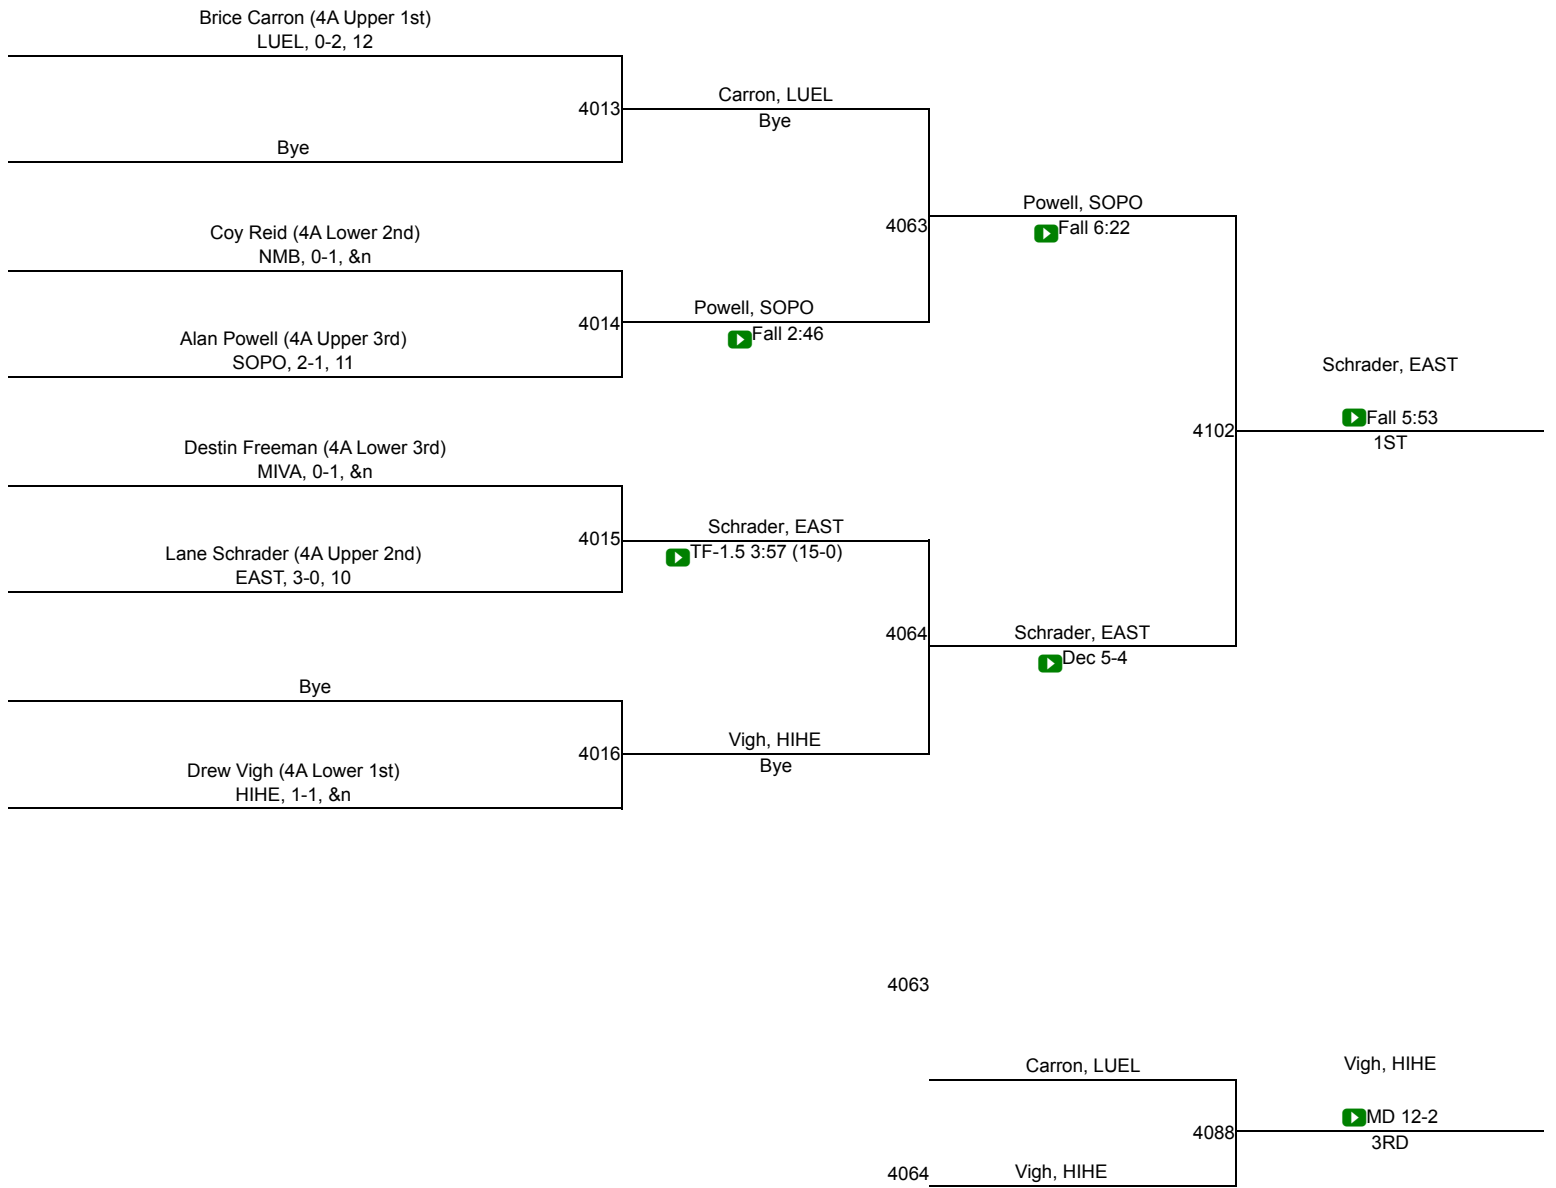 Brice Carron (4A Upper 1st)
LUEL, 0-2, 12
4013
Bye
Carron, LUEL
Bye
Coy Reid (4A Lower 2nd)
NMB, 0-1, &n
4014
Alan Powell (4A Upper 3rd)
SOPO, 2-1, 11
Powell, SOPO
Fall 2:46
4063
Powell, SOPO
Fall 6:22
Destin Freeman (4A Lower 3rd)
MIVA, 0-1, &n
4015
Lane Schrader (4A Upper 2nd)
EAST, 3-0, 10
Schrader, EAST
TF-1.5 3:57 (15-0)
Bye
4016
Drew Vigh (4A Lower 1st)
HIHE, 1-1, &n
Vigh, HIHE
Bye
4064
Schrader, EAST
Dec 5-4
4102
Schrader, EAST
Fall 5:53
1ST
4063
Carron, LUEL
4088
4064
Vigh, HIHE
Vigh, HIHE
MD 12-2
3RD